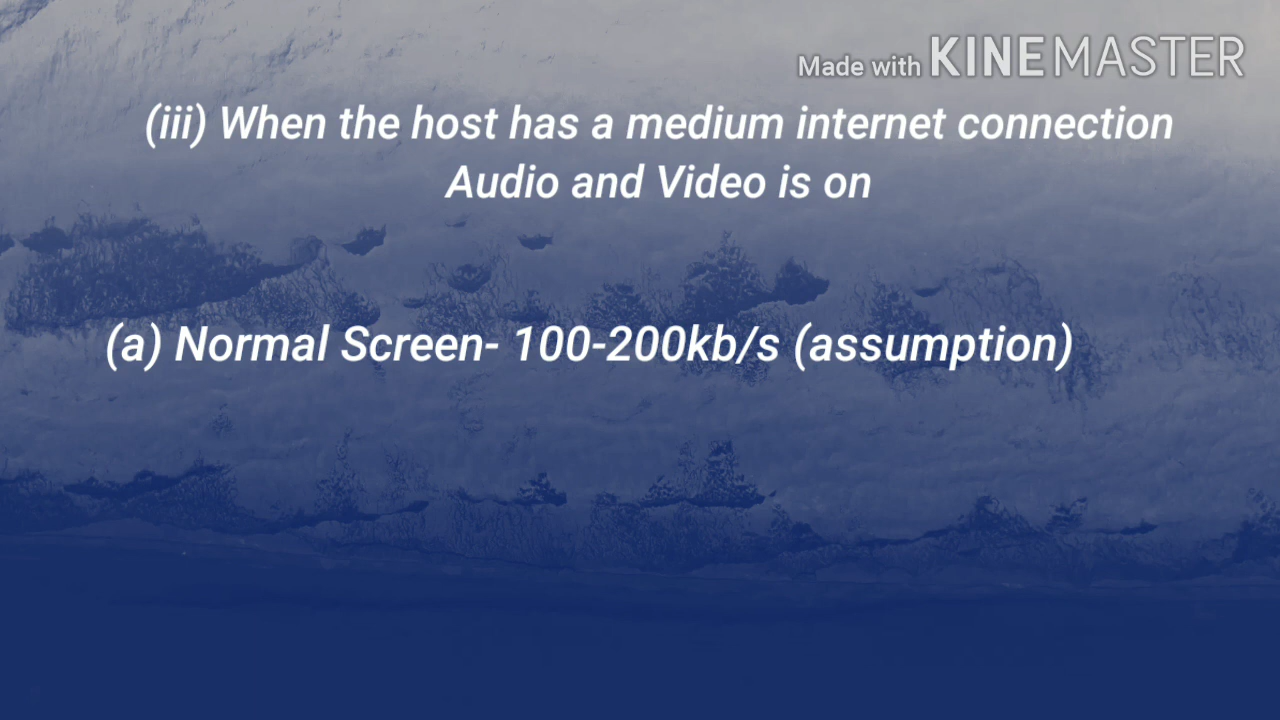 Made with KINEMASTER
(iii) When the host has a medium internet connection
Audio and Video is on
(a) Normal Screen- 100-200kb/s (assumption)